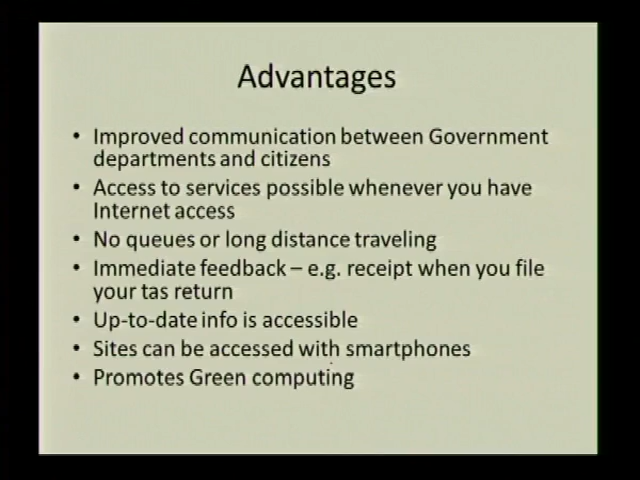 Advantages
• Improved communication between Government
departments and citizens
• Access to services possible whenever you have
Internet access
• No queues or long distance traveling
• Immediate feedback – e.g. receipt when you file
your tas return
• Up-to-date info is accessible
• Sites can be accessed with smartphones
• Promotes Green computing